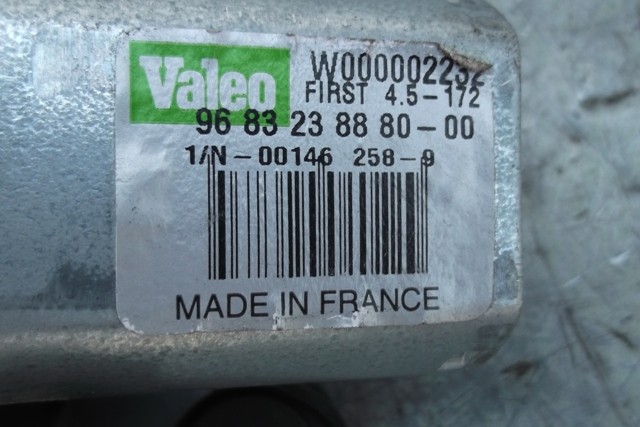 Valeo W000002232
FIRST 4.5-172
96 83 23 88 80-00
1/N-00146 258-9
MADE IN FRANCE